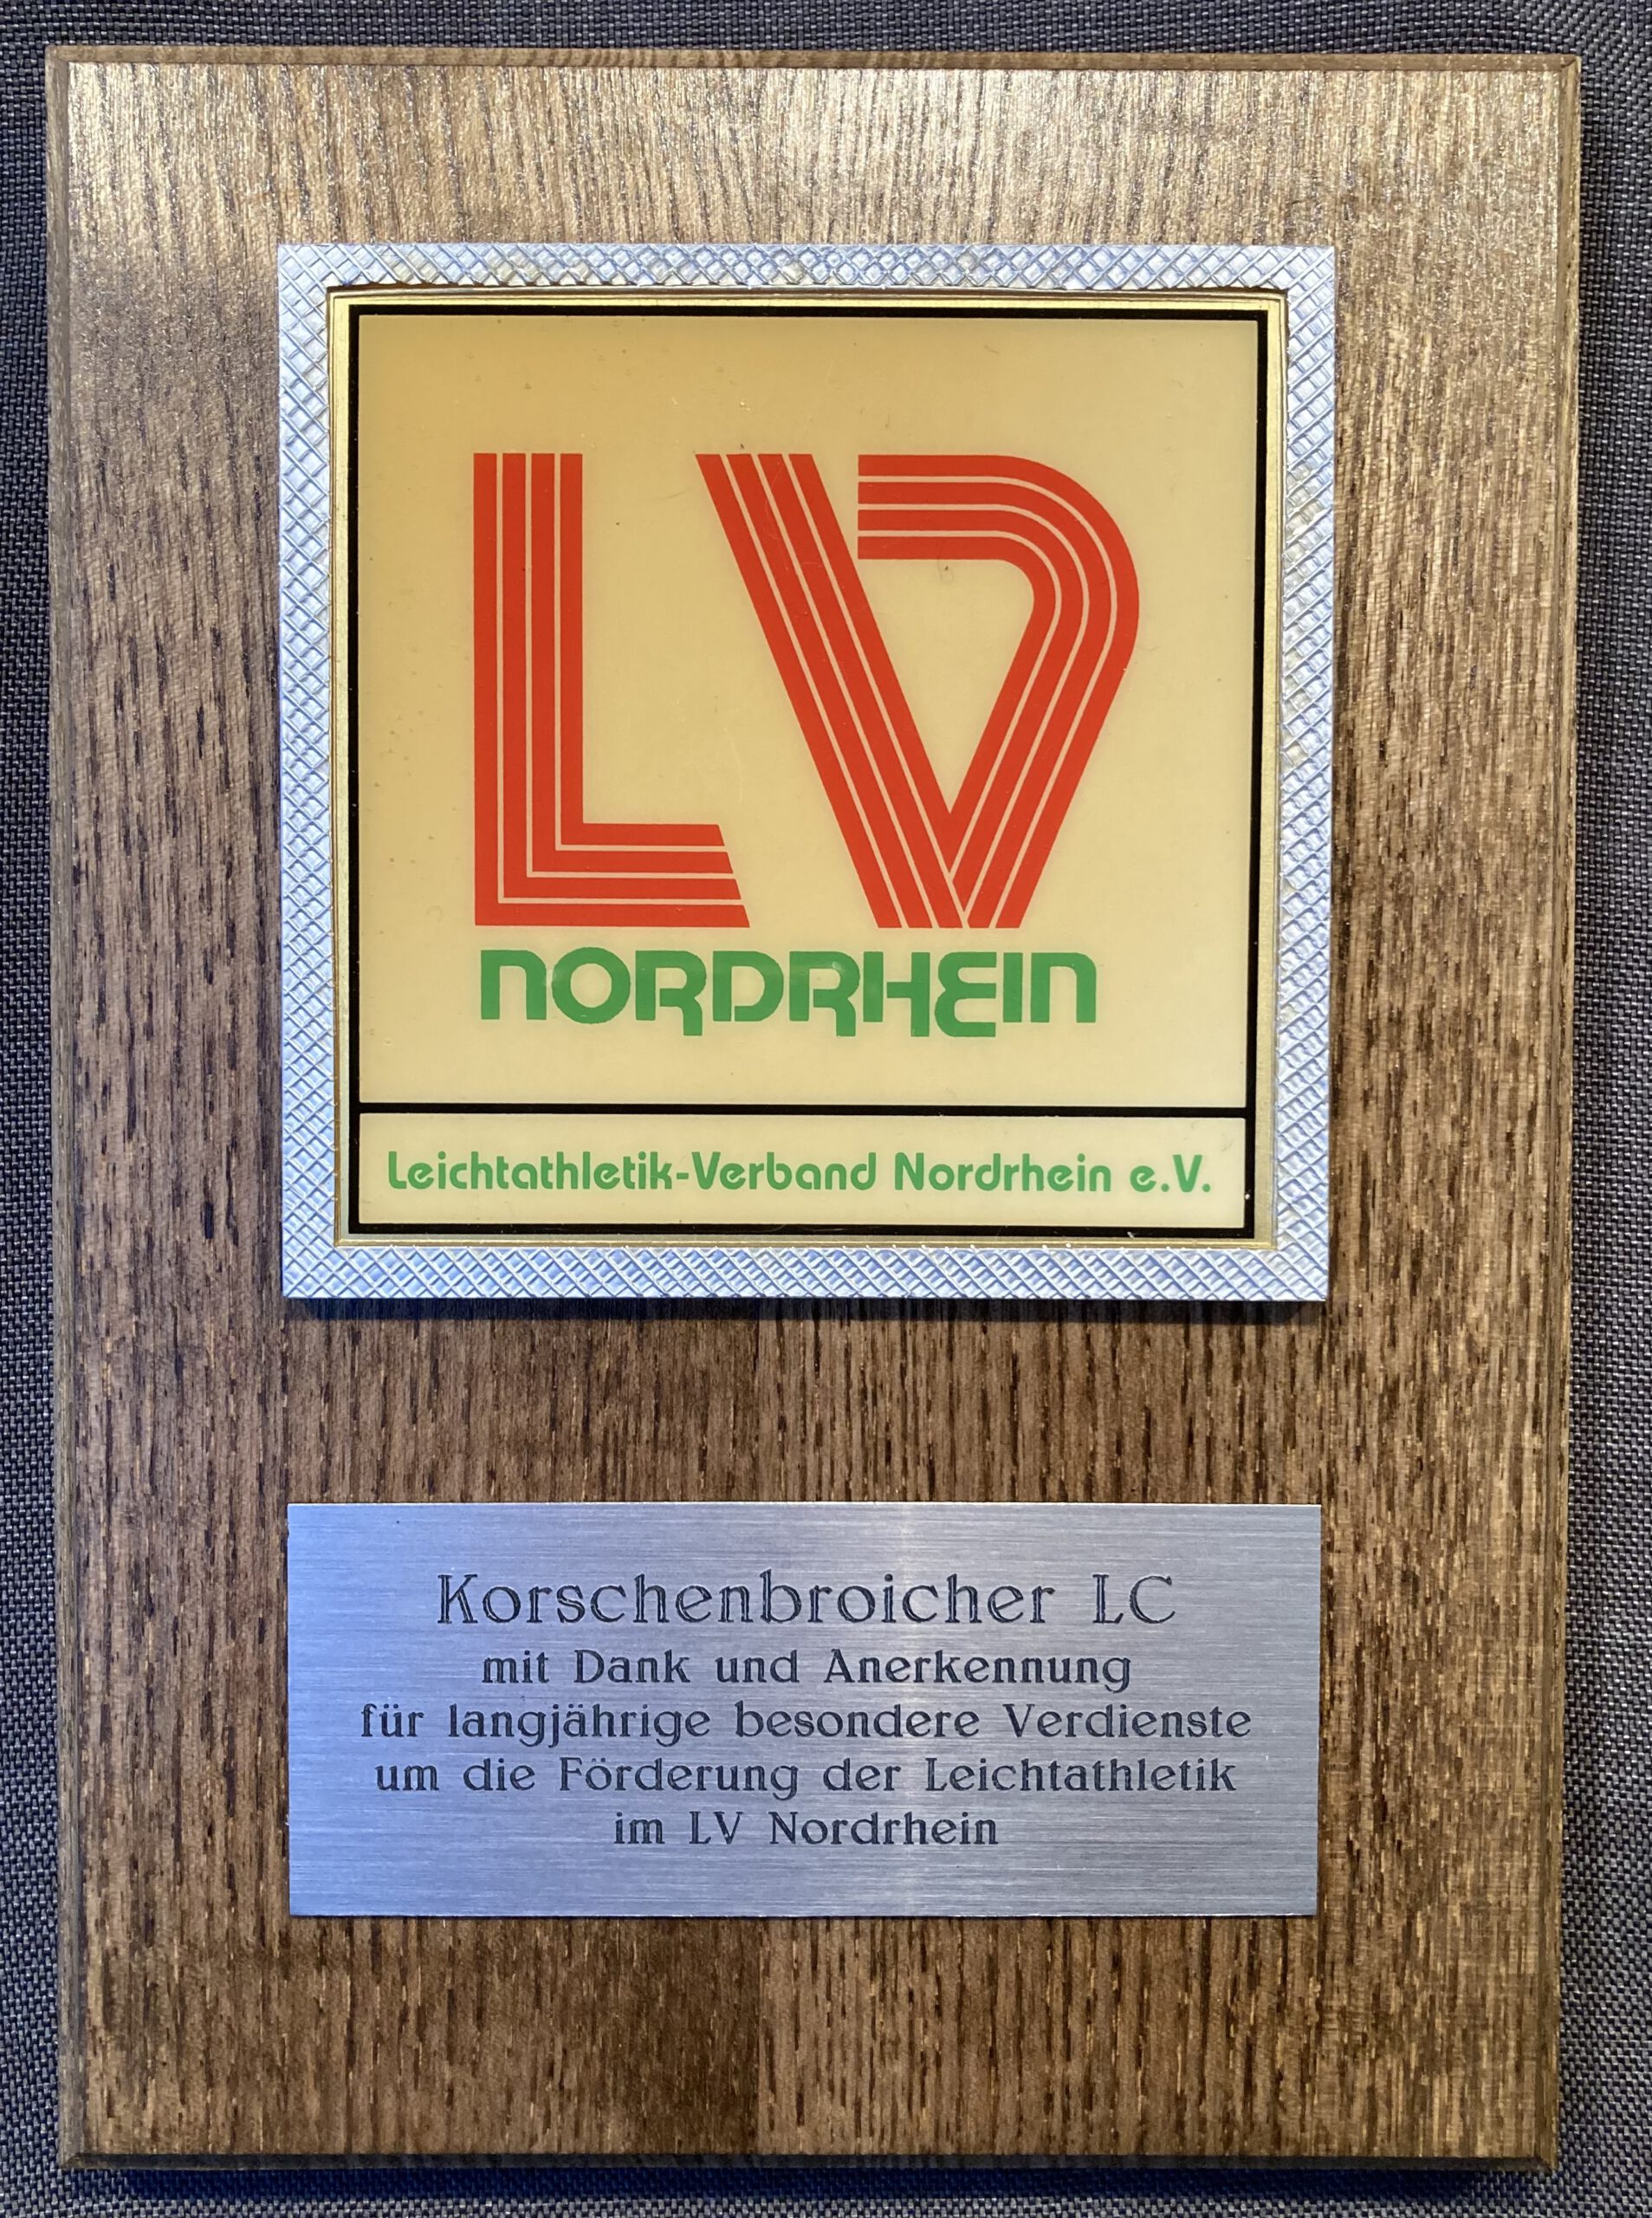 LV
NORDRHEIN
Leichtathletik-Verband Nordrhein e.V.
Korschenbroicher LC
mit Dank und Anerkennung
für langjährige besondere Verdienste
um die Förderung der Leichtathletik
im LV Nordrhein